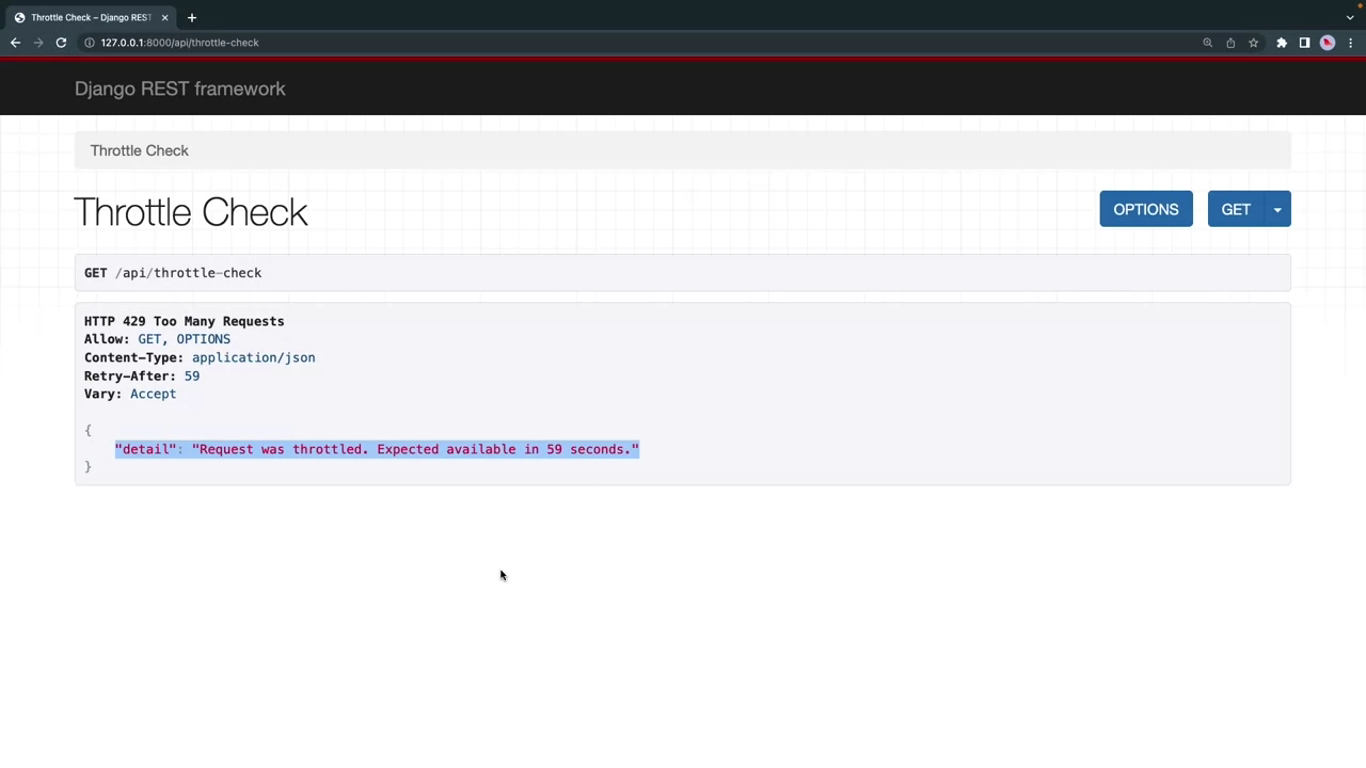 Throttle Check – Django REST
127.0.0.1:8000/api/throttle-check
Django REST framework
Throttle Check
Throttle Check
OPTIONS
GET
GET /api/throttle-check
HTTP 429 Too Many Requests
Allow: GET, OPTIONS
Content-Type: application/json
Retry-After: 59
Vary: Accept
{
"detail": "Request was throttled. Expected available in 59 seconds."
}